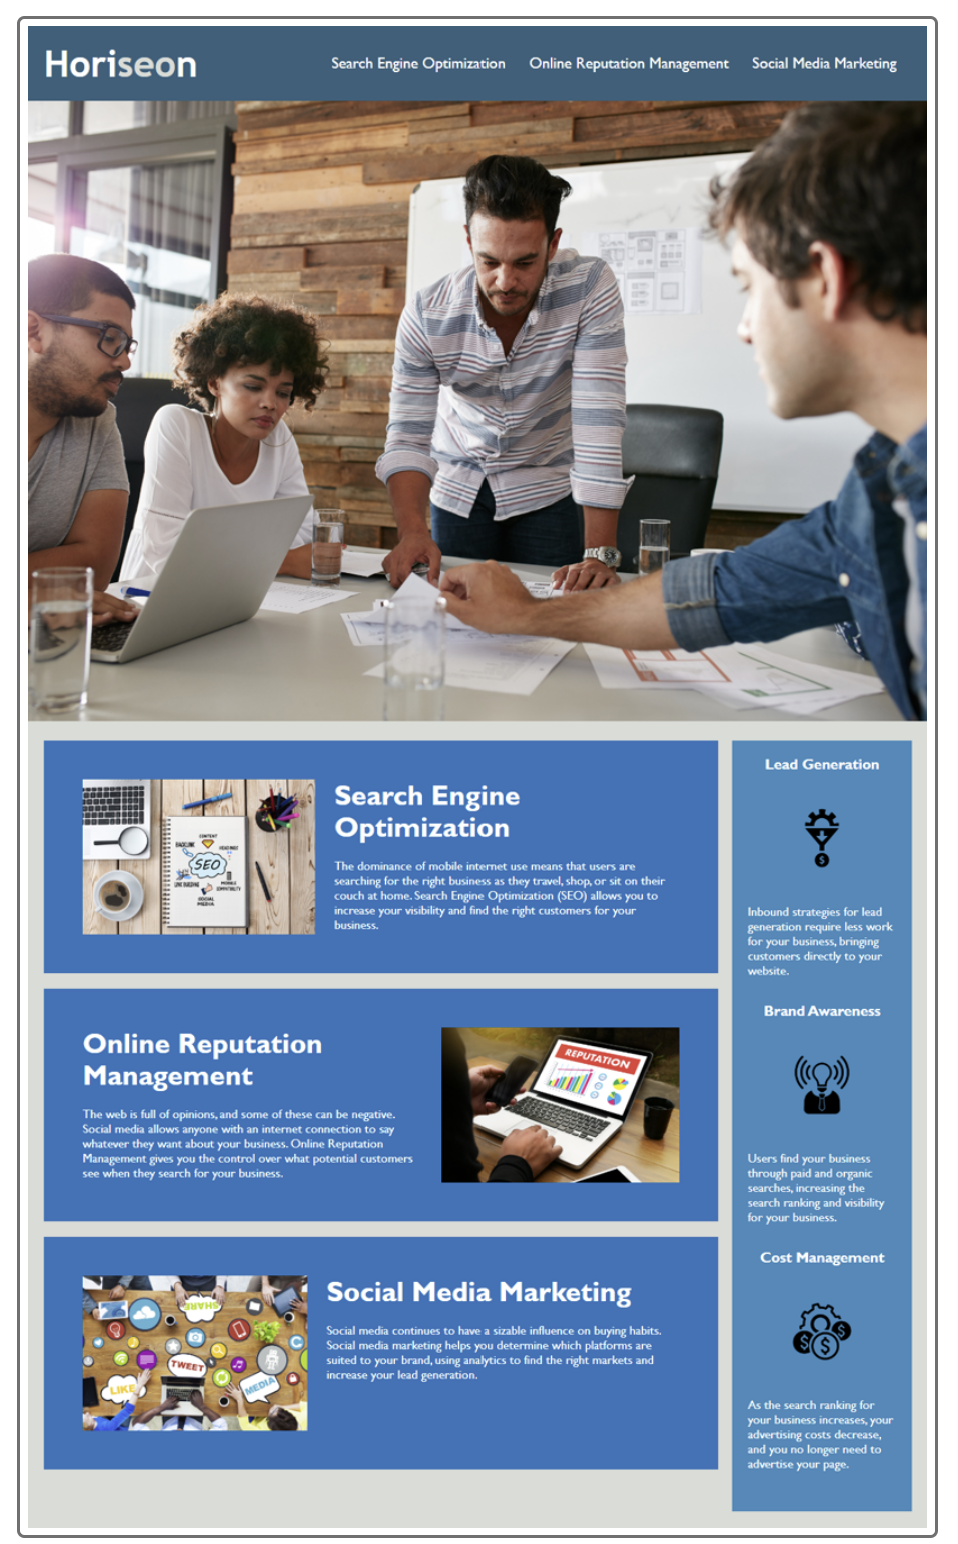 Horiseon
Search Engine Optimization
Online Reputation Management
Social Media Marketing
Search Engine
Optimization
The dominance of mobile internet use means that users are
searching for the right business as they travel, shop, or sit on their
couch at home. Search Engine Optimization (SEO) allows you to
increase your visibility and find the right customers for your
business.
CONTENT
BACKLINK
HEADINGS
SEO
LINK BUILDING
MOBILE
COMPATIBILITY
SOCIAL
MEDIA
Online Reputation
Management
The web is full of opinions, and some of these can be negative.
Social media allows anyone with an internet connection to say
whatever they want about your business. Online Reputation
Management gives you the control over what potential customers
see when they search for your business.
REPUTATION
Social Media Marketing
Social media continues to have a sizable influence on buying habits.
Social media marketing helps you determine which platforms are
suited to your brand, using analytics to find the right markets and
increase your lead generation.
SHARE
TWEET
LIKE
MEDIA
Lead Generation
$
Inbound strategies for lead
generation require less work
for your business, bringing
customers directly to your
website.
Brand Awareness
Users find your business
through paid and organic
searches, increasing the
search ranking and visibility
for your business.
Cost Management
$ $ $
As the search ranking for
your business increases, your
advertising costs decrease,
and you no longer need to
advertise your page.